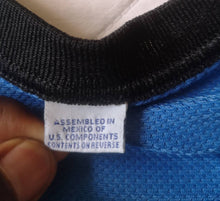 ASSEMBLED IN
MEXICO OF
U.S. COMPONENTS
CONTENTS ON REVERSE